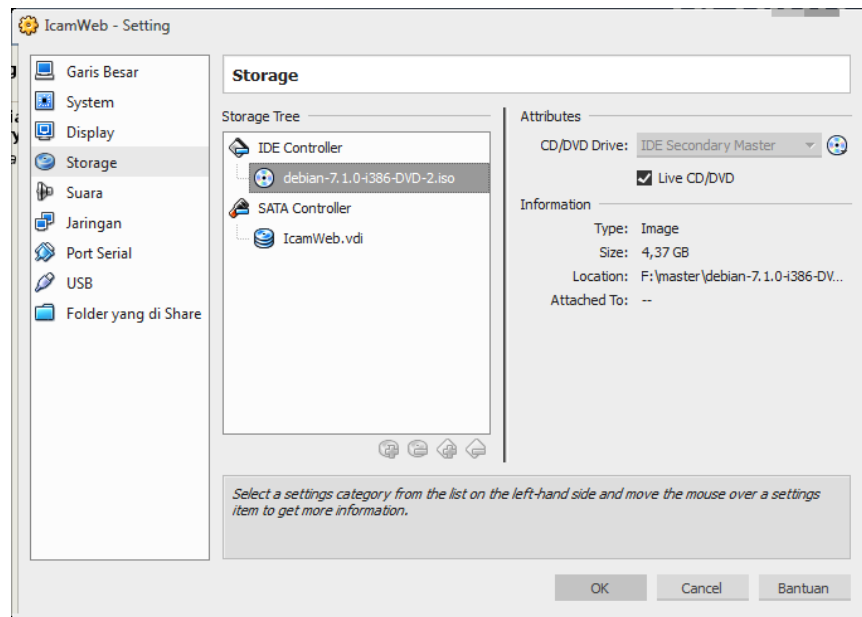 IcamWeb - Setting
Garis Besar
System
Display
Storage
Suara
Jaringan
Port Serial
USB
Folder yang di Share
Storage
Storage Tree
IDE Controller
debian-7.1.0-i386-DVD-2.iso
SATA Controller
IcamWeb.vdi
Attributes
CD/DVD Drive: IDE Secondary Master
Live CD/DVD
Information
Type: Image
Size: 4,37 GB
Location: F:\master\debian-7.1.0-i386-DV...
Attached To: --
Select a settings category from the list on the left-hand side and move the mouse over a settings
item to get more information.
OK Cancel Bantuan